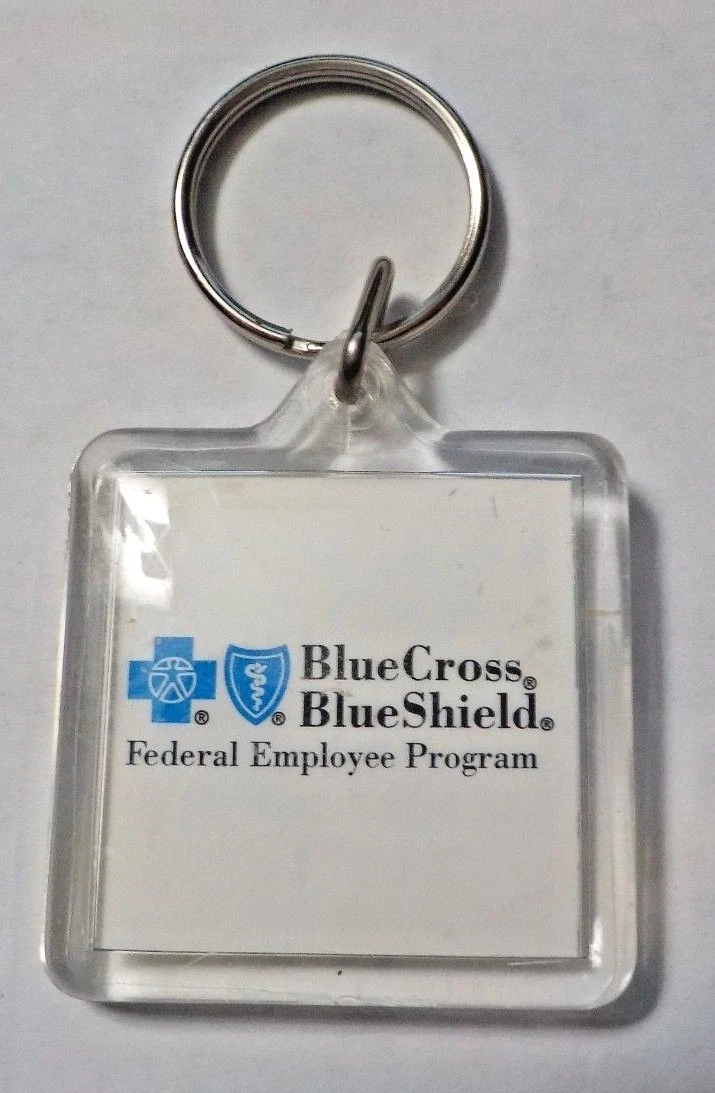 BlueCross®
® ® BlueShield®
Federal Employee Program